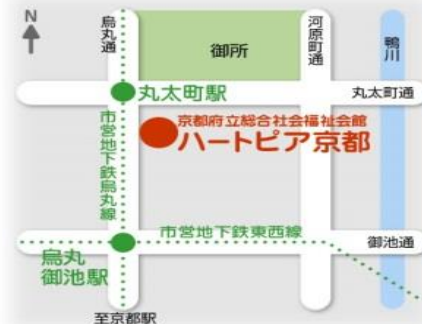 N
烏丸通
御所
河原町通
鴨川
丸太町駅
丸太町通
京都府立総合社会福祉会館
ハートピア京都
市営地下鉄烏丸線
市営地下鉄東西線
御池通
烏丸
御池駅
至京都駅